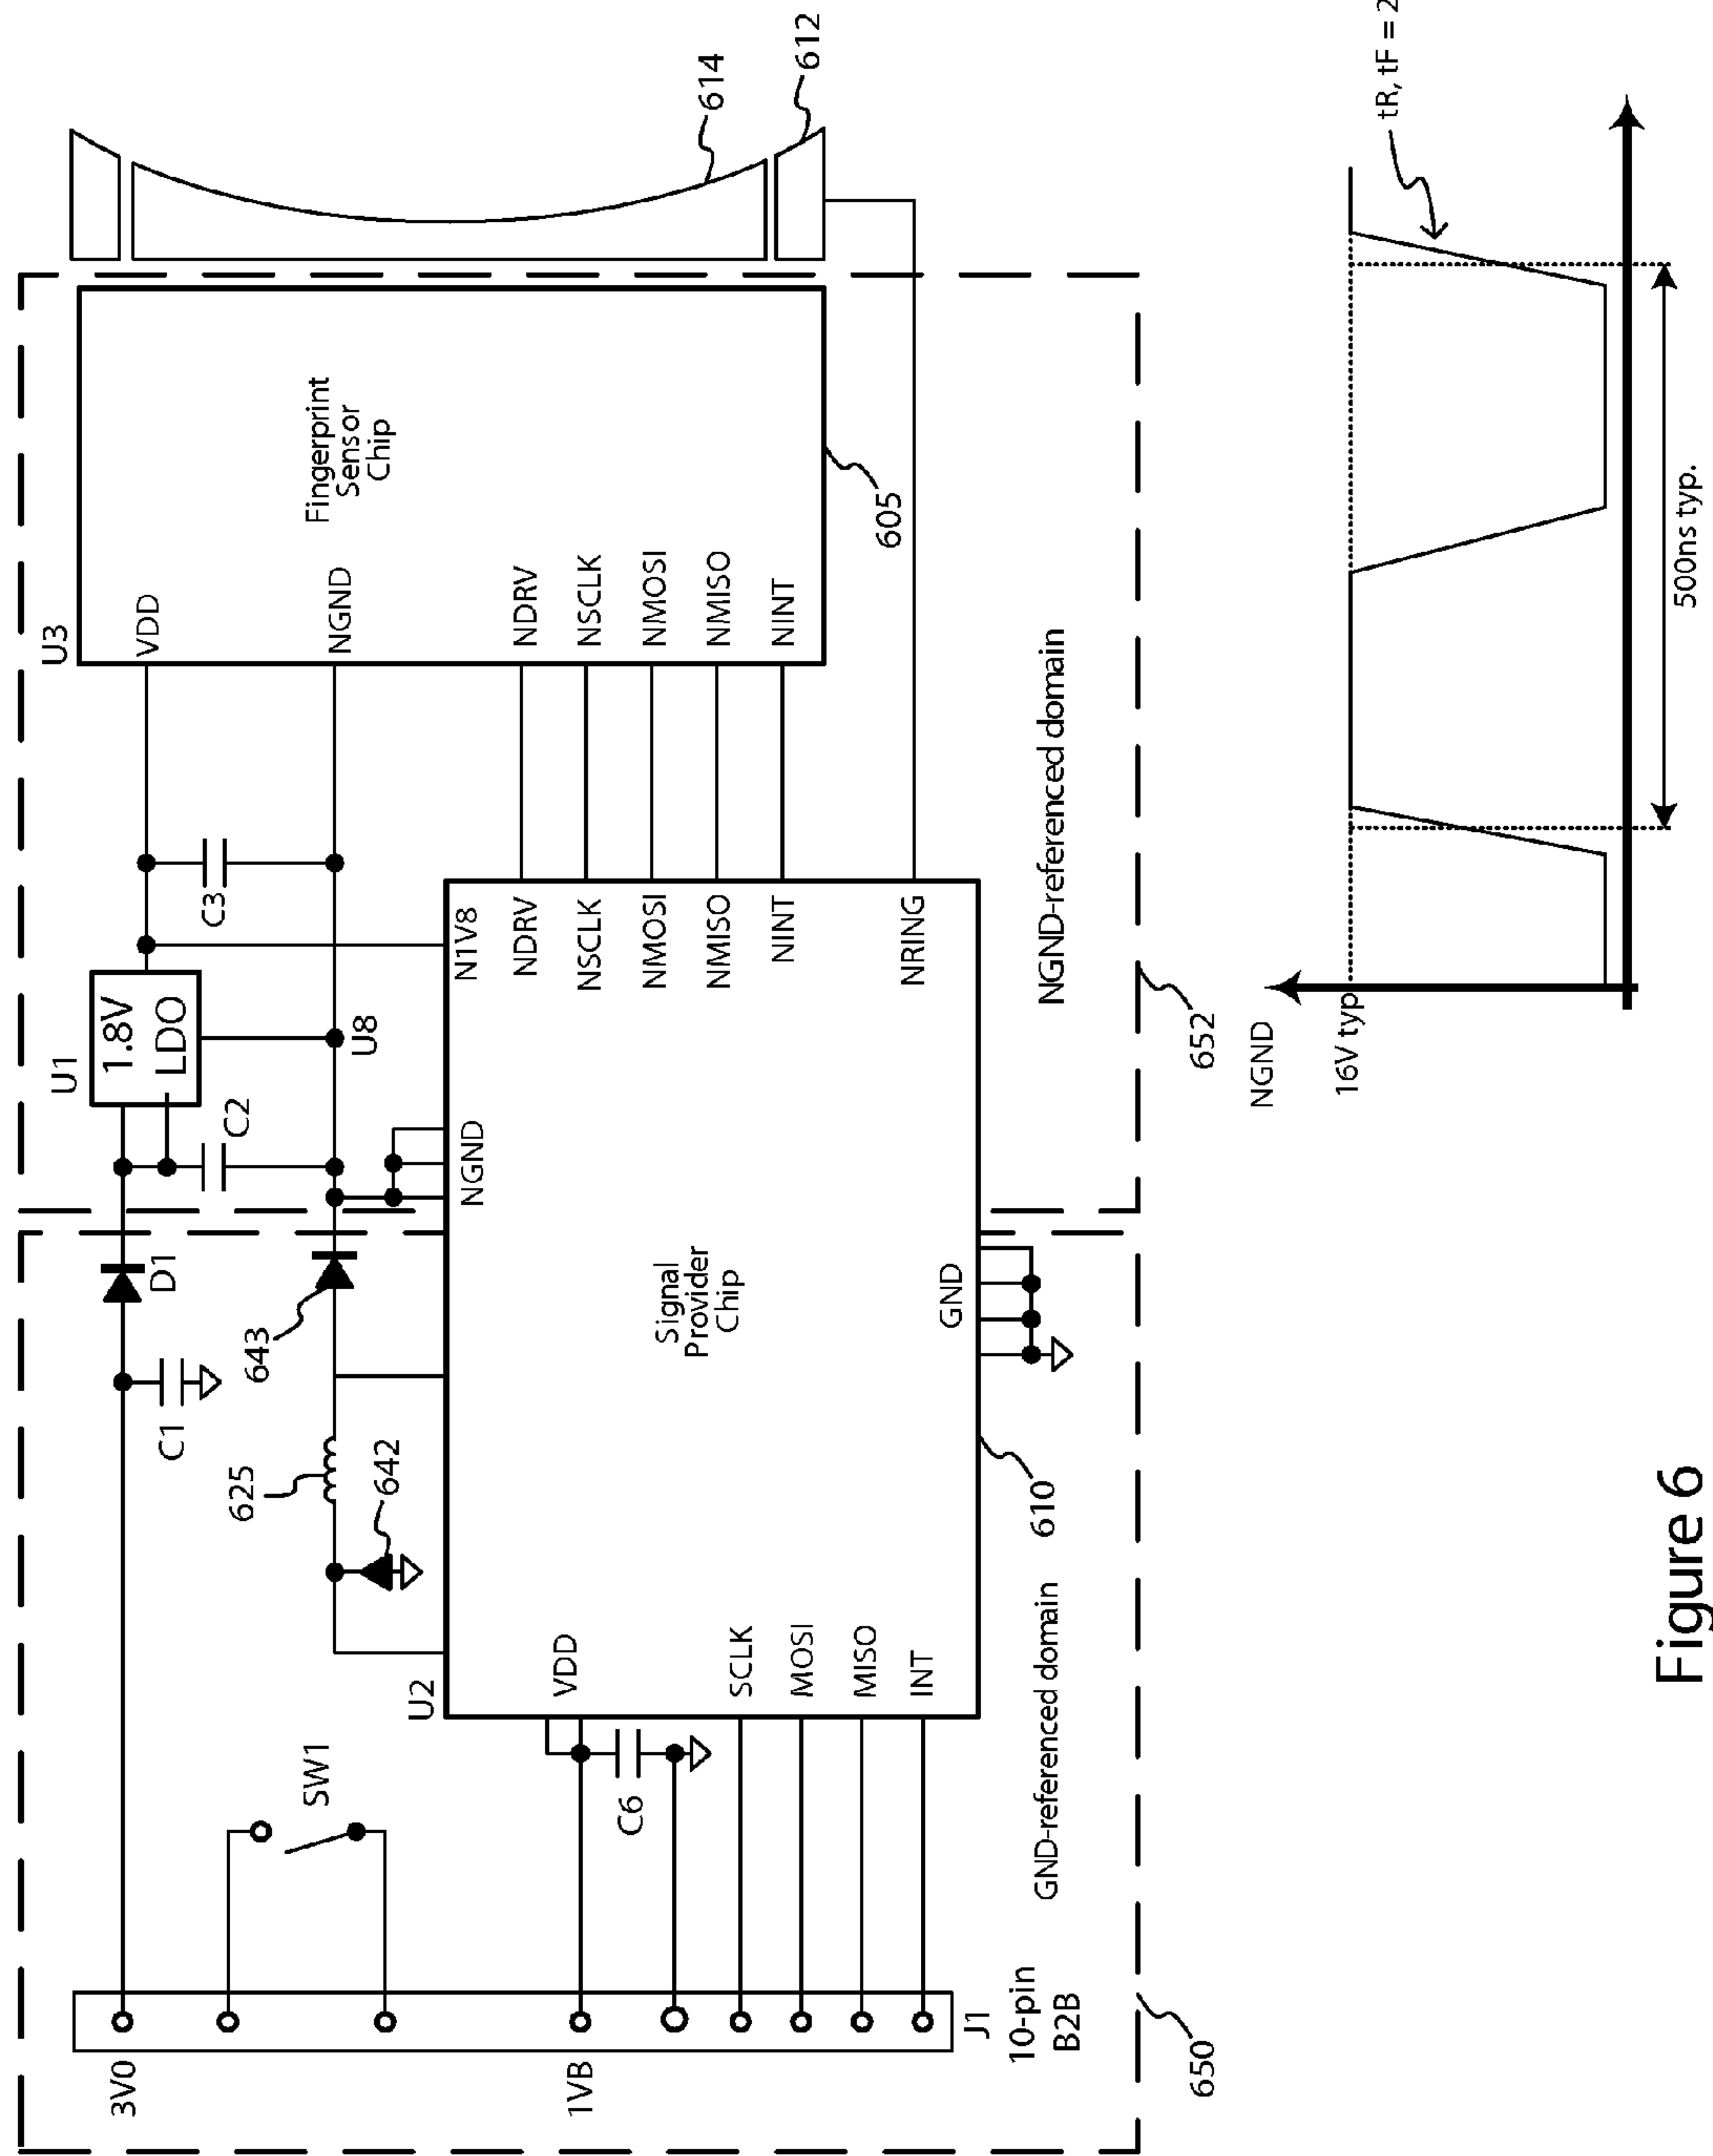 3V0
1VB
J1
10-pin
B2B
650
GND-referenced domain
SW1
C1
D1
643
625
642
U2
VDD
C6
SCLK
MOSI
MISO
INT
Signal
Provider
Chip
GND
610
NGND
N1V8
NDRV
NSCLK
NMOSI
NMISO
NINT
NRING
U1
1.8V
LDO
U8
C2
C3
NGND-referenced domain
652
U3
VDD
NGND
NDRV
NSCLK
NMOSI
NMISO
NINT
Fingerprint
Sensor
Chip
605
614
612
NGND
16V typ
500ns typ.
tR, tF = 2
Figure 6